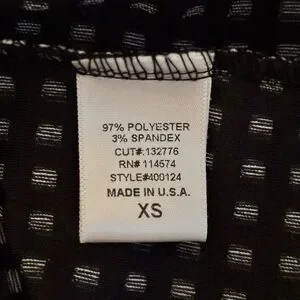 97% POLYESTER
3% SPANDEX
CUT#:132776
RN# 114574
STYLE#400124
MADE IN U.S.A.
XS